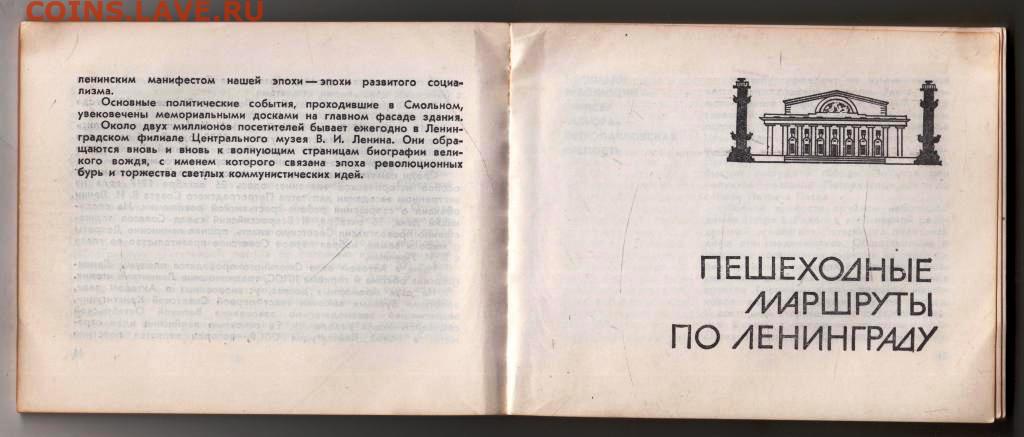 coins.LAVE.RU
ленинским манифестом нашей эпохи — эпохи развитого социа-
лизма.
Основные политические события, проходившие в Смольном,
увековечены мемориальными досками на главном фасаде здания.
Около двух миллионов посетителей бывает ежегодно в Ленин-
градском филиале Центрального музея В. И. Ленина. Они обра-
щаются вновь и вновь к волнующим страницам биографии вели-
кого вождя, с именем которого связана эпоха революционных
бурь и торжества светлых коммунистических идей.
ПЕШЕХОДНЫЕ
МАРШРУТЫ
ПО ЛЕНИНГРАДУ